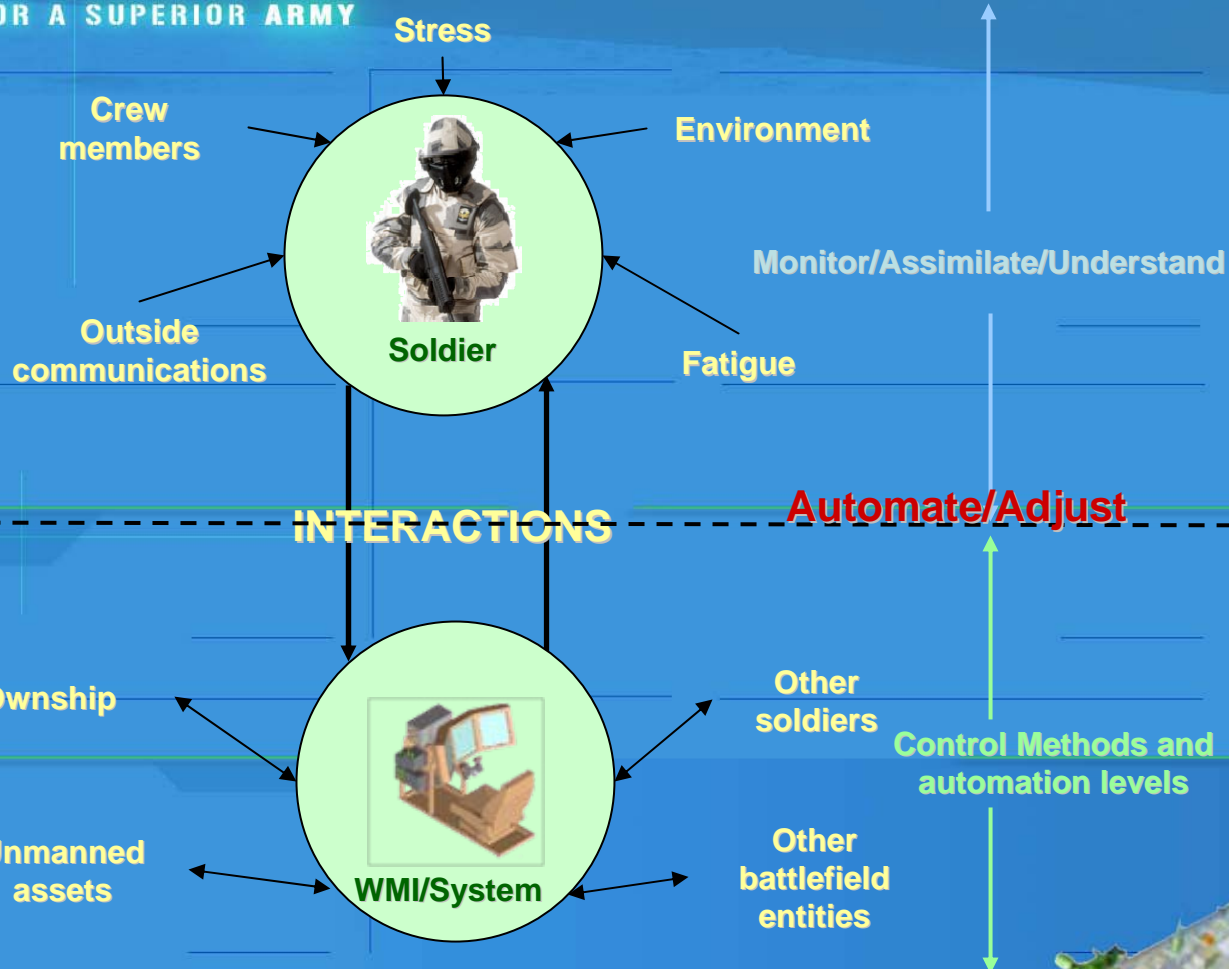 OR A SUPERIOR ARMY
Stress
Crew
members
Environment
Monitor/Assimilate/Understand
Outside
communications
Soldier
Fatigue
INTERACTIONS
Automate/Adjust
Ownship
Other
soldiers
Control Methods and
automation levels
Unmanned
assets
WMI/System
Other
battlefield
entities